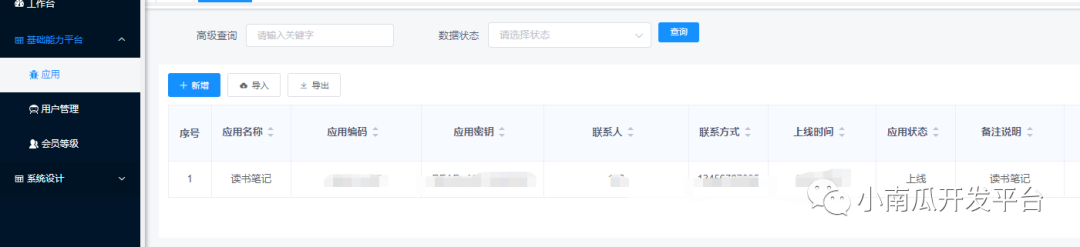 工作台
基础能力平台
应用
用户管理
会员等级
系统设计
高级查询 请输入关键字 数据状态 请选择状态 查询
新增 导入 导出
序号 应用名称 应用编码 应用密钥 联系人 联系方式 上线时间 应用状态 备注说明
1 读书笔记 上线 读书笔记
小南瓜开发平台